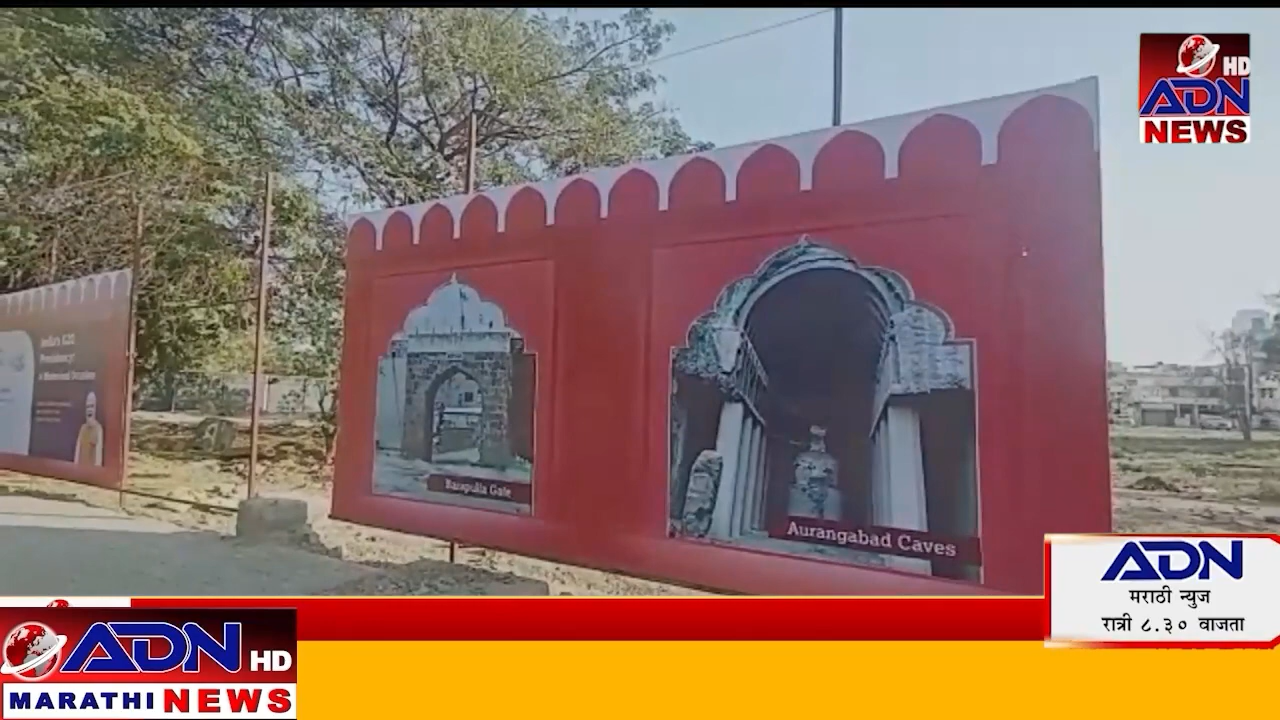 HD
ADN
NEWS
India's G20
Presidency:
Barapulla Gate
Aurangabad Caves
ADN
मराठी न्युज
रात्री ८.३० वाजता
ADN HD
MARATHI NEWS